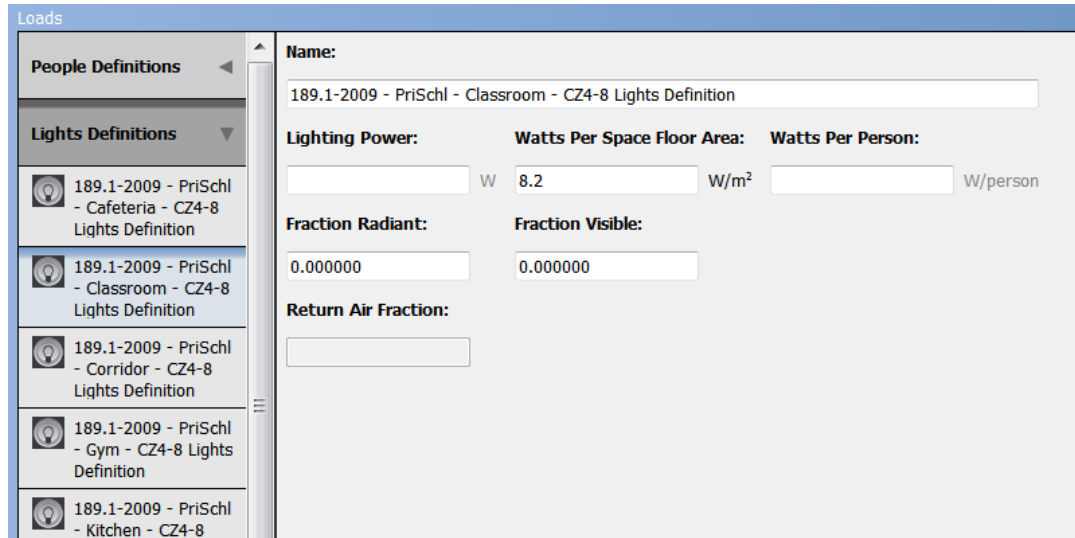 Loads
People Definitions
Lights Definitions
189.1-2009 - PriSchl
- Cafeteria - CZ4-8
Lights Definition
189.1-2009 - PriSchl
- Classroom - CZ4-8
Lights Definition
189.1-2009 - PriSchl
- Corridor - CZ4-8
Lights Definition
189.1-2009 - PriSchl
- Gym - CZ4-8 Lights
Definition
189.1-2009 - PriSchl
- Kitchen - CZ4-8
Name:
189.1-2009 - PriSchl - Classroom - CZ4-8 Lights Definition
Lighting Power: Watts Per Space Floor Area: Watts Per Person:
W 8.2 W/m² W/person
Fraction Radiant: Fraction Visible:
0.000000 0.000000
Return Air Fraction: